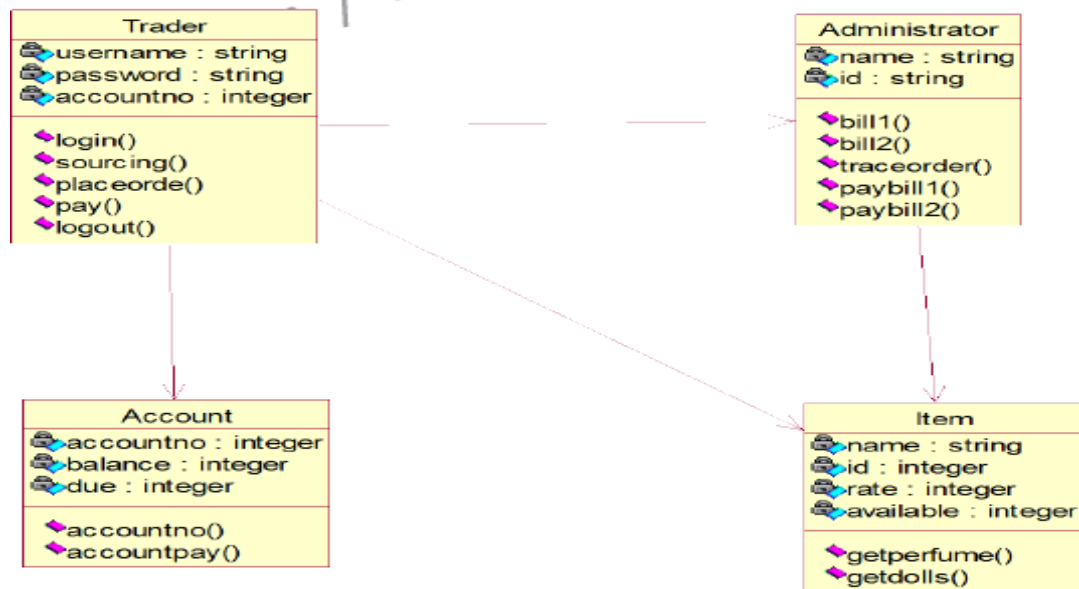 Trader
username : string
password : string
accountno : integer
login()
sourcing()
placeorde()
pay()
logout()
Administrator
name : string
id : string
bill1()
bill2()
traceorder()
paybill1()
paybill2()
Account
accountno : integer
balance : integer
due : integer
accountno()
accountpay()
Item
name : string
id : integer
rate : integer
available : integer
getperfume()
getdolls()